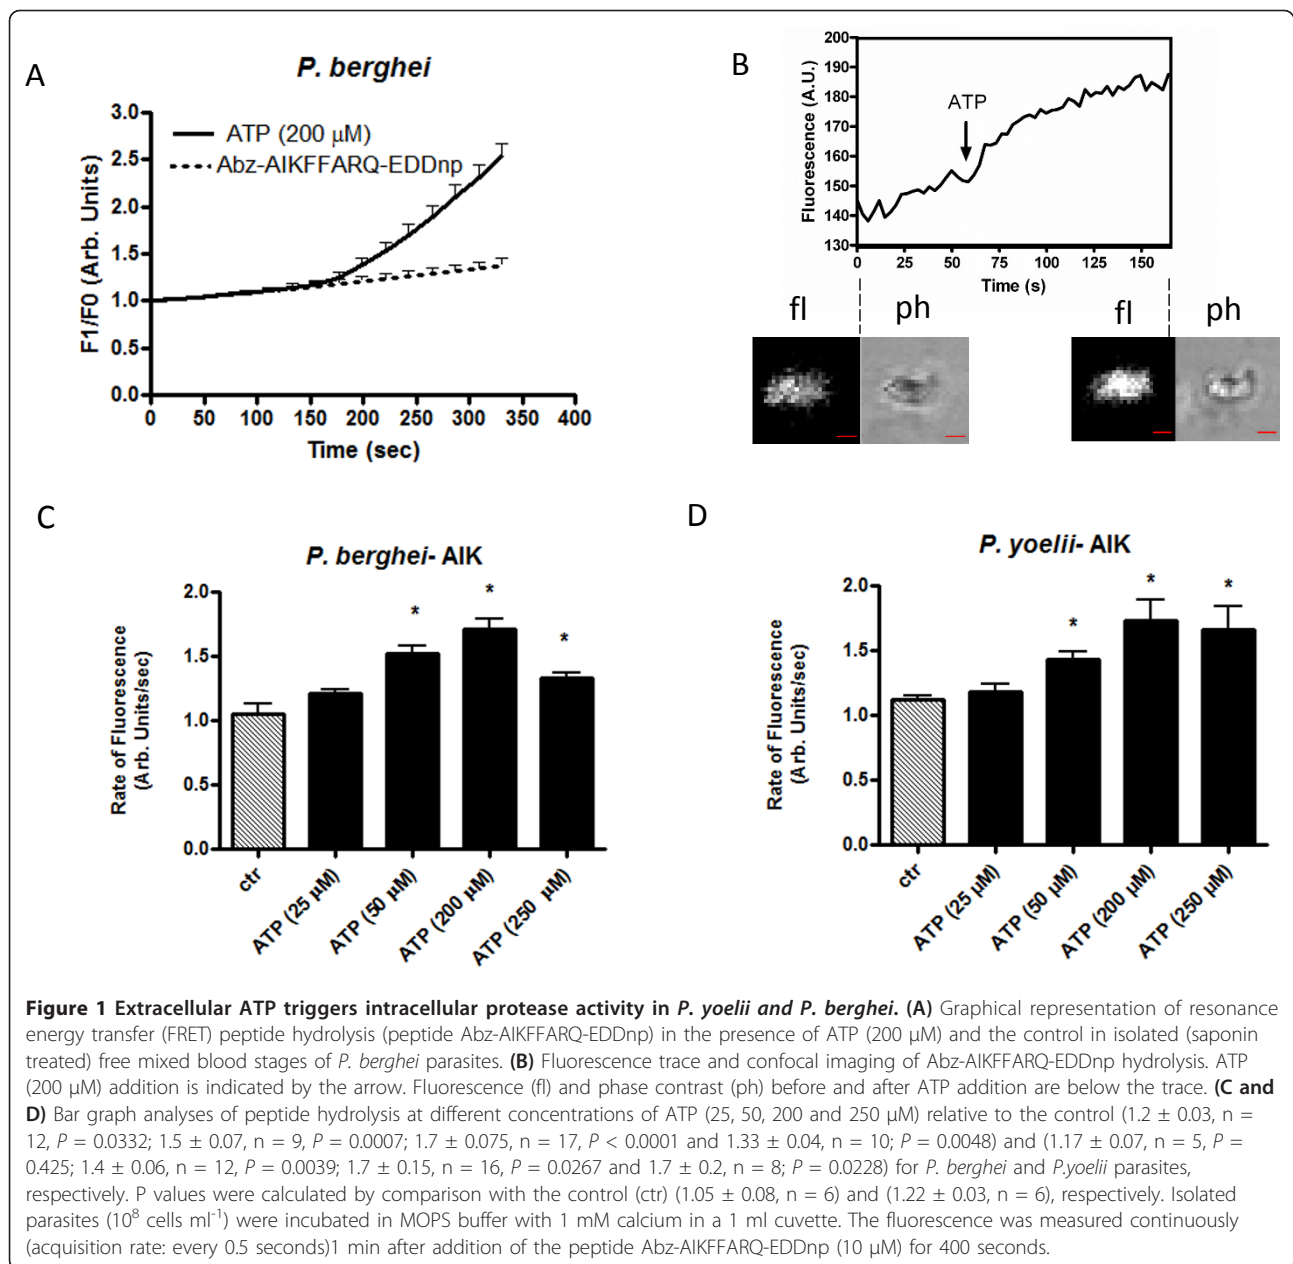 A
P. berghei
3.0
2.5
2.0
1.5
1.0
0.5
0.0
F1/F0 (Arb. Units)
ATP (200 µM)
Abz-AIKFFARQ-EDDnp
0 50 100 150 200 250 300 350 400
Time (sec)
B
200
190
180
170
160
150
140
130
Fluorescence (A.U.)
ATP
0 25 50 75 100 125 150
Time (s)
fl ph fl ph
C
P. berghei- AIK
2.0
1.5
1.0
0.5
0.0
Rate of Fluorescence
(Arb. Units/sec)
* * *
ctr
ATP (25 µM)
ATP (50 µM)
ATP (200 µM)
ATP (250 µM)
D
P. yoelii- AIK
2.0
1.5
1.0
0.5
0.0
Rate of Fluorescence
(Arb. Units/sec)
* * *
ctr
ATP (25 µM)
ATP (50 µM)
ATP (200 µM)
ATP (250 µM)
Figure 1 Extracellular ATP triggers intracellular protease activity in P. yoelii and P. berghei. (A) Graphical representation of resonance
energy transfer (FRET) peptide hydrolysis (peptide Abz-AIKFFARQ-EDDnp) in the presence of ATP (200 µM) and the control in isolated (saponin
treated) free mixed blood stages of P. berghei parasites. (B) Fluorescence trace and confocal imaging of Abz-AIKFFARQ-EDDnp hydrolysis. ATP
(200 µM) addition is indicated by the arrow. Fluorescence (fl) and phase contrast (ph) before and after ATP addition are below the trace. (C and
D) Bar graph analyses of peptide hydrolysis at different concentrations of ATP (25, 50, 200 and 250 µM) relative to the control (1.2 ± 0.03, n =
12, P = 0.0332; 1.5 ± 0.07, n = 9, P = 0.0007; 1.7 ± 0.075, n = 17, P < 0.0001 and 1.33 ± 0.04, n = 10; P = 0.0048) and (1.17 ± 0.07, n = 5, P =
0.425; 1.4 ± 0.06, n = 12, P = 0.0039; 1.7 ± 0.15, n = 16, P = 0.0267 and 1.7 ± 0.2, n = 8; P = 0.0228) for P. berghei and P.yoelii parasites,
respectively. P values were calculated by comparison with the control (ctr) (1.05 ± 0.08, n = 6) and (1.22 ± 0.03, n = 6), respectively. Isolated
parasites (10⁸ cells ml⁻¹) were incubated in MOPS buffer with 1 mM calcium in a 1 ml cuvette. The fluorescence was measured continuously
(acquisition rate: every 0.5 seconds)1 min after addition of the peptide Abz-AIKFFARQ-EDDnp (10 µM) for 400 seconds.